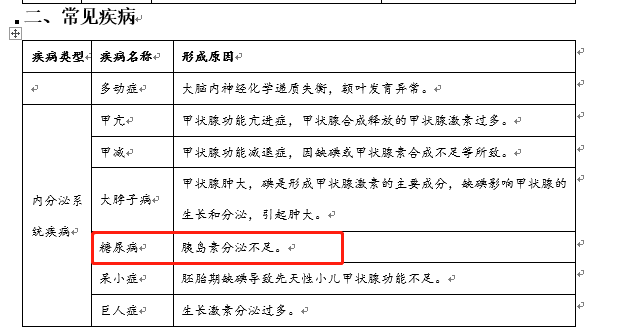 二、常见疾病
疾病类型 疾病名称 形成原因
多动症 大脑内神经化学递质失衡，额叶发育异常。
甲亢 甲状腺功能亢进症，甲状腺合成释放的甲状腺激素过多。
甲减 甲状腺功能减退症，因缺碘或甲状腺素合成不足等所致。
内分泌系
统疾病
大脖子病 甲状腺肿大，碘是形成甲状腺激素的主要成分，缺碘影响甲状腺的
生长和分泌，引起肿大。
糖尿病 胰岛素分泌不足。
呆小症 胚胎期缺碘导致先天性小儿甲状腺功能不足。
巨人症 生长激素分泌过多。